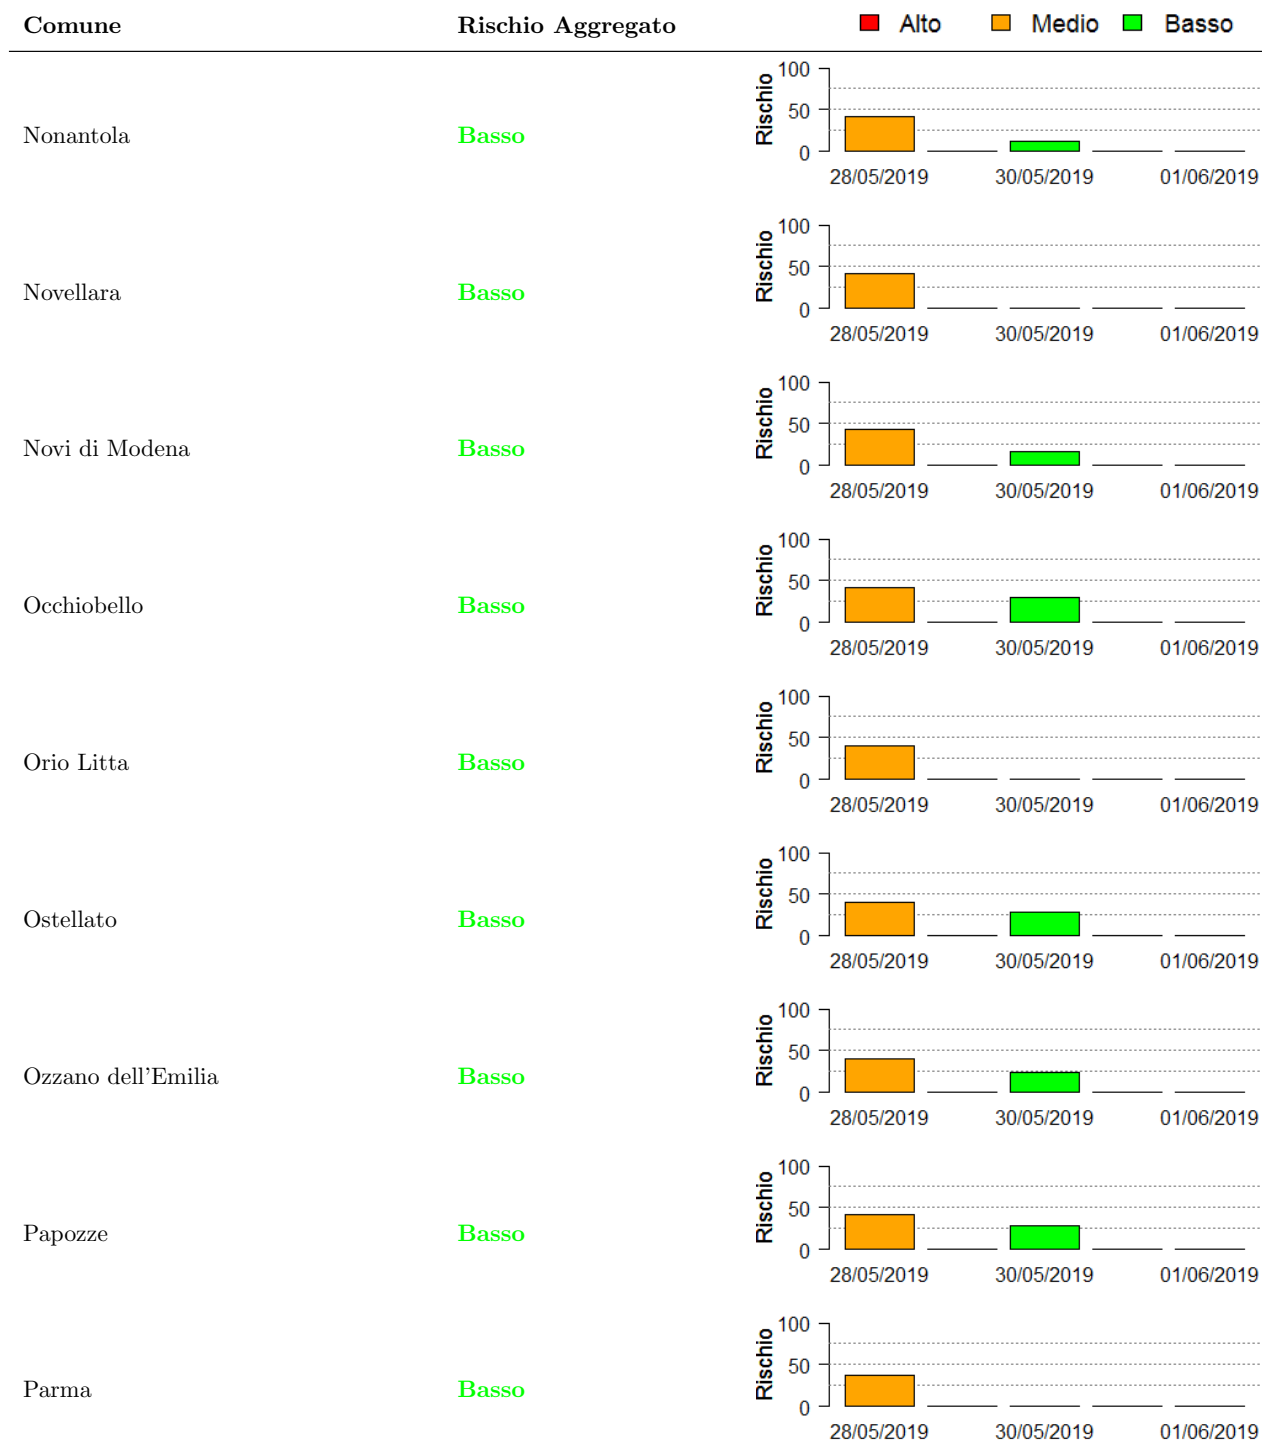 Comune Rischio Aggregato Alto Medio Basso
Nonantola Basso Rischio 100 50 0
28/05/2019 30/05/2019 01/06/2019
Novellara Basso Rischio 100 50 0
28/05/2019 30/05/2019 01/06/2019
Novi di Modena Basso Rischio 100 50 0
28/05/2019 30/05/2019 01/06/2019
Occhiobello Basso Rischio 100 50 0
28/05/2019 30/05/2019 01/06/2019
Orio Litta Basso Rischio 100 50 0
28/05/2019 30/05/2019 01/06/2019
Ostellato Basso Rischio 100 50 0
28/05/2019 30/05/2019 01/06/2019
Ozzano dell'Emilia Basso Rischio 100 50 0
28/05/2019 30/05/2019 01/06/2019
Papozze Basso Rischio 100 50 0
28/05/2019 30/05/2019 01/06/2019
Parma Basso Rischio 100 50 0
28/05/2019 30/05/2019 01/06/2019